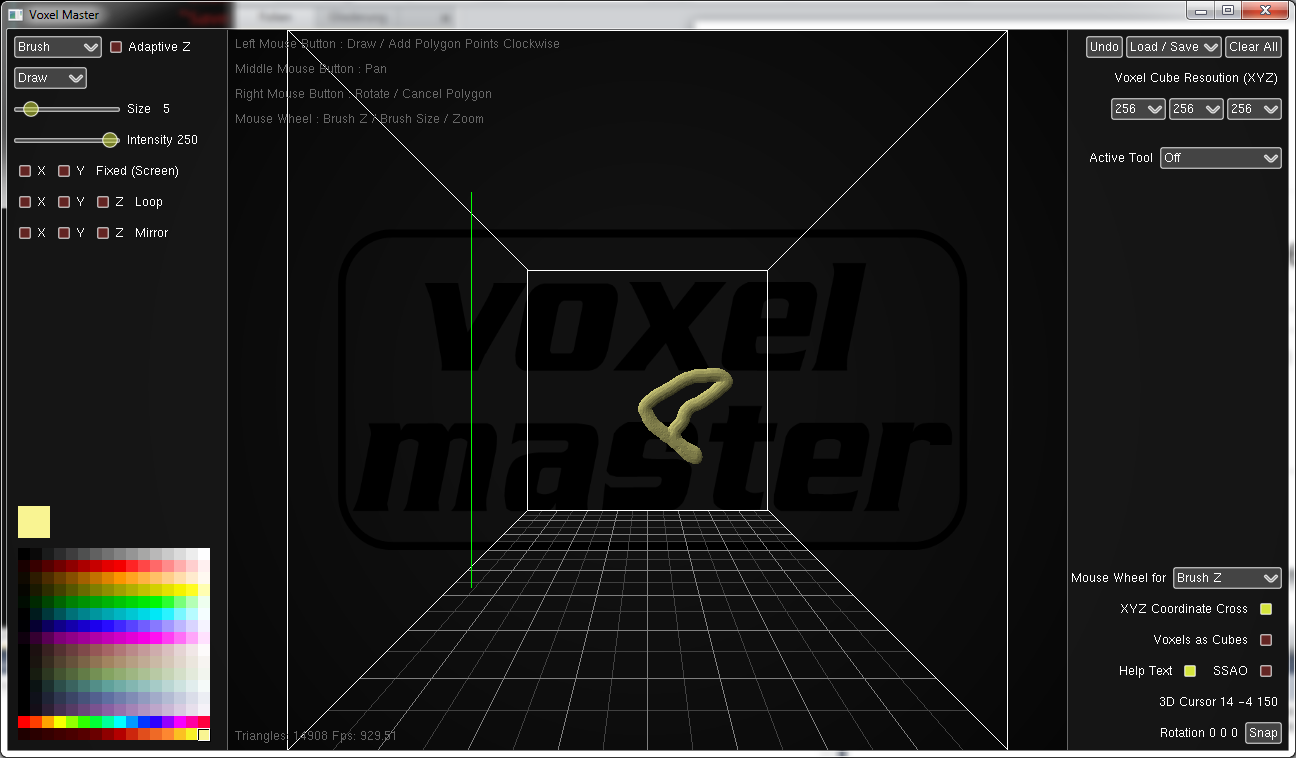 Voxel Master
Brush Adaptive Z
Draw
Size 5
Intensity 250
X Y Fixed (Screen)
X Y Z Loop
X Y Z Mirror
Left Mouse Button : Draw / Add Polygon Points Clockwise
Middle Mouse Button : Pan
Right Mouse Button : Rotate / Cancel Polygon
Mouse Wheel : Brush Z / Brush Size / Zoom
voxel
master
Triangles: 14908 Fps: 929.51
Undo Load / Save Clear All
Voxel Cube Resoution (XYZ)
256 256 256
Active Tool Off
Mouse Wheel for Brush Z
XYZ Coordinate Cross
Voxels as Cubes
Help Text SSAO
3D Cursor 14 -4 150
Rotation 0 0 0 Snap